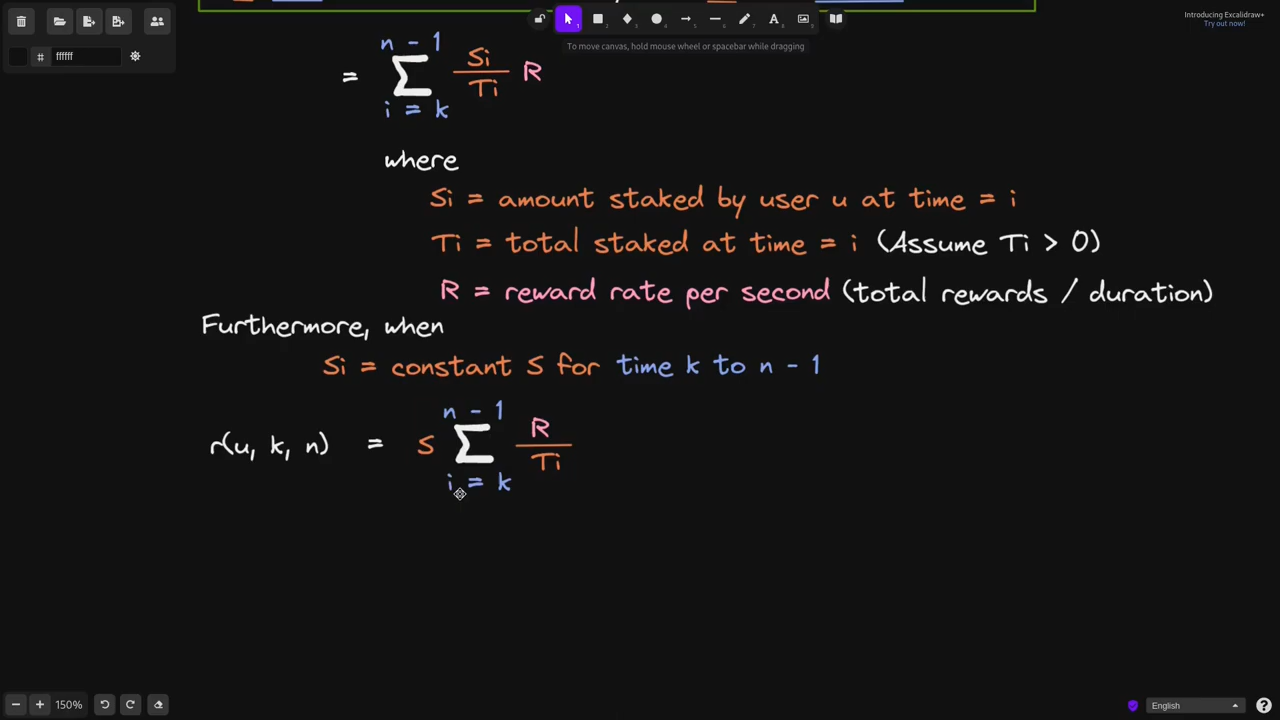 Introducing Excalidraw+
Try out now!
To move canvas, hold mouse wheel or spacebar while dragging
# ffffff
n - 1
= Σ Si / Ti R
i = k
where
Si = amount staked by user u at time = i
Ti = total staked at time = i (Assume Ti > 0)
R = reward rate per second (total rewards / duration)
Furthermore, when
Si = constant S for time k to n - 1
n - 1
r(u, k, n) = S Σ R / Ti
i = k
150%
English